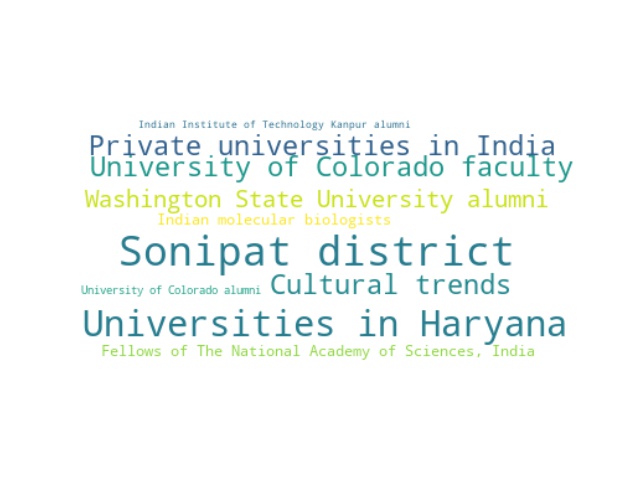 Indian Institute of Technology Kanpur alumni
Private universities in India
University of Colorado faculty
Washington State University alumni
Indian molecular biologists
Sonipat district
University of Colorado alumni Cultural trends
Universities in Haryana
Fellows of The National Academy of Sciences, India